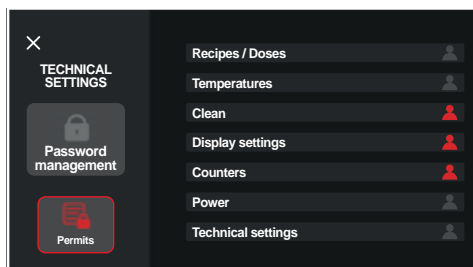 TECHNICAL
SETTINGS
Password
management
Permits
Recipes / Doses
Temperatures
Clean
Display settings
Counters
Power
Technical settings